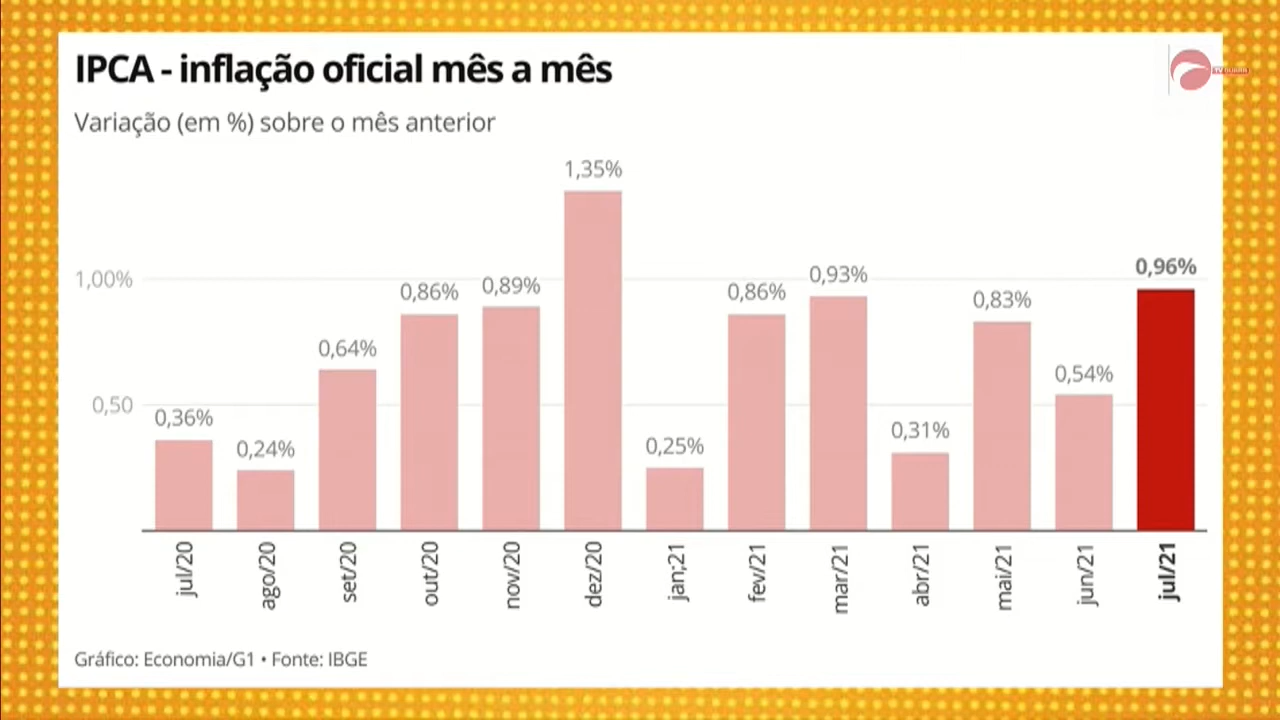 IPCA - inflação oficial mês a mês
Variação (em %) sobre o mês anterior
1,35%
1,00%
0,50
0,36%
0,24%
0,64%
0,86%
0,89%
0,25%
0,86%
0,93%
0,31%
0,83%
0,54%
0,96%
jul/20
ago/20
set/20
out/20
nov/20
dez/20
jan;21
fev/21
mar/21
abr/21
mai/21
jun/21
jul/21
Gráfico: Economia/G1 • Fonte: IBGE
TV